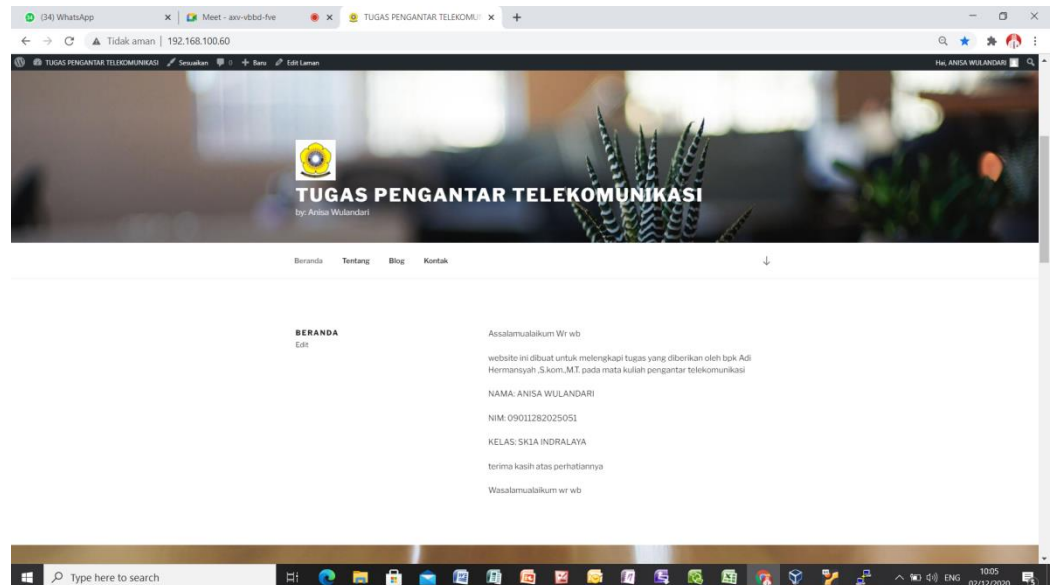 (34) WhatsApp
Meet - axv-vbbd-fve
TUGAS PENGANTAR TELEKOMU
Tidak aman | 192.168.100.60
TUGAS PENGANTAR TELEKOMUNIKASI Sesuaikan 0 Baru Edit Laman Hai, ANISA WULANDARI
TUGAS PENGANTAR TELEKOMUNIKASI
by: Anisa Wulandari
Beranda Tentang Blog Kontak
BERANDA
Edit
Assalamualaikum Wr wb
website ini dibuat untuk melengkapi tugas yang diberikan oleh bpk Adi
Hermansyah ,S.kom.,M.T. pada mata kuliah pengantar telekomunikasi
NAMA: ANISA WULANDARI
NIM: 09011282025051
KELAS: SK1A INDRALAYA
terima kasih atas perhatiannya
Wasalamualaikum wr wb
Type here to search
ENG
10:05
02/12/2020